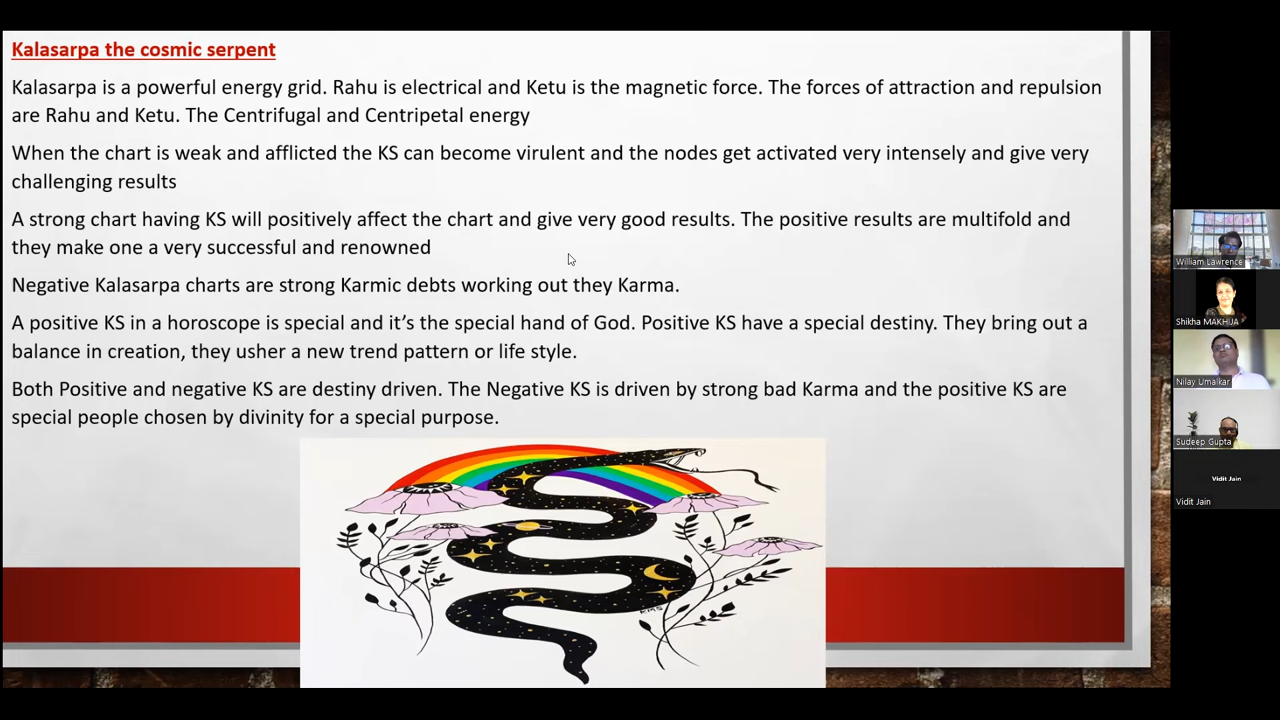 Kalasarpa the cosmic serpent
Kalasarpa is a powerful energy grid. Rahu is electrical and Ketu is the magnetic force. The forces of attraction and repulsion
are Rahu and Ketu. The Centrifugal and Centripetal energy
When the chart is weak and afflicted the KS can become virulent and the nodes get activated very intensely and give very
challenging results
A strong chart having KS will positively affect the chart and give very good results. The positive results are multifold and
they make one a very successful and renowned
Negative Kalasarpa charts are strong Karmic debts working out they Karma.
A positive KS in a horoscope is special and it’s the special hand of God. Positive KS have a special destiny. They bring out a
balance in creation, they usher a new trend pattern or life style.
Both Positive and negative KS are destiny driven. The Negative KS is driven by strong bad Karma and the positive KS are
special people chosen by divinity for a special purpose.
KMS
William Lawrence
Shikha MAKHIJA
Nilay Umalkar
Sudeep Gupta
Vidit Jain
Vidit Jain